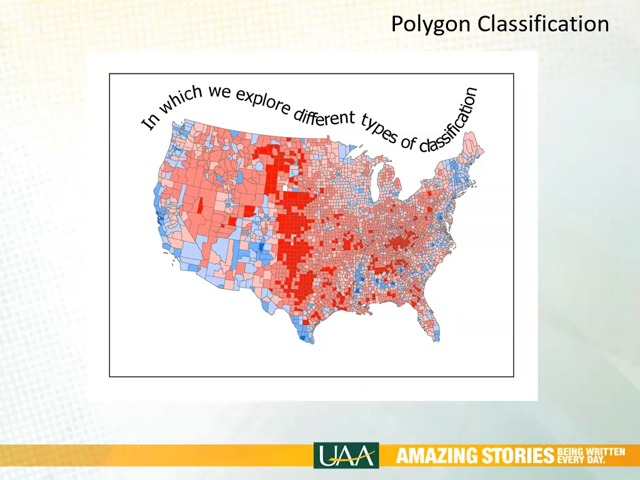 Polygon Classification
In which we explore different types of classification
UAA AMAZING STORIES BEING WRITTEN
EVERY DAY.